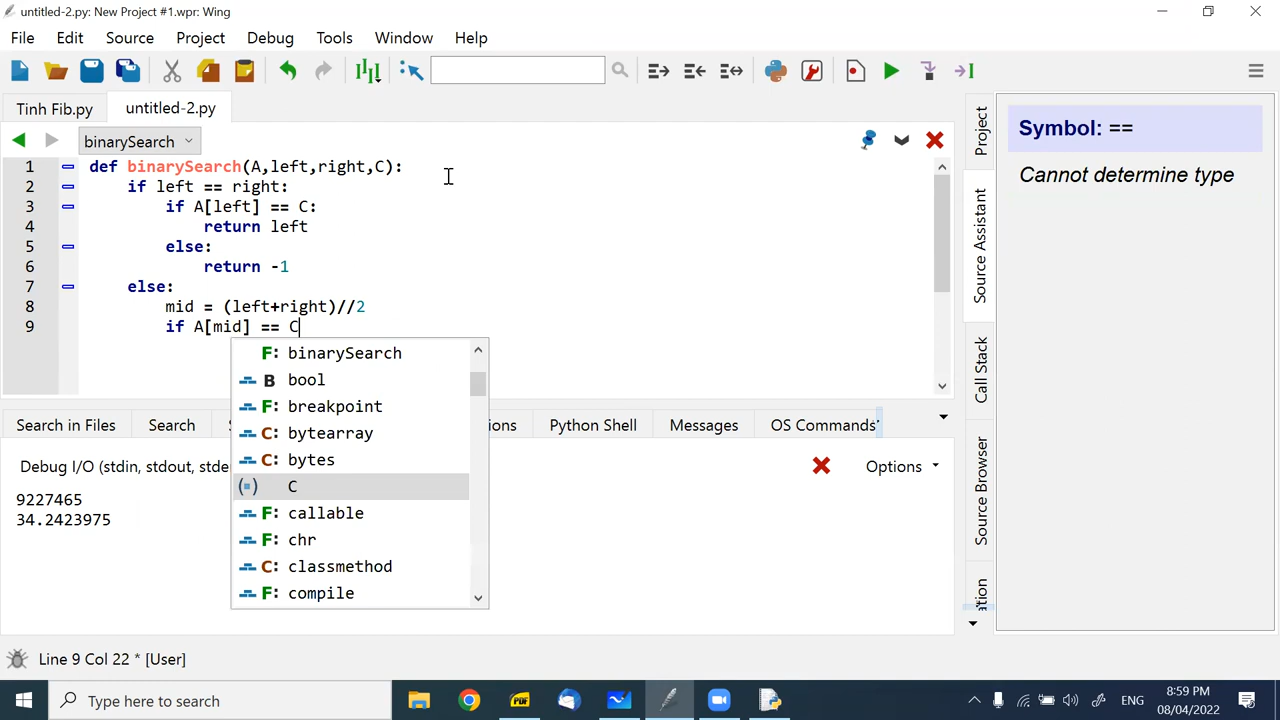 untitled-2.py: New Project #1.wpr: Wing
File Edit Source Project Debug Tools Window Help
Tinh Fib.py untitled-2.py
binarySearch
1 def binarySearch(A,left,right,C):
2 if left == right:
3 if A[left] == C:
4 return left
5 else:
6 return -1
7 else:
8 mid = (left+right)//2
9 if A[mid] == C
F: binarySearch
B bool
F: breakpoint
C: bytearray
C: bytes
C
F: callable
F: chr
C: classmethod
F: compile
Search in Files Search Python Shell Messages OS Commands
Debug I/O (stdin, stdout, Options
9227465
34.2423975
Project
Source Assistant
Call Stack
Source Browser
Symbol: ==
Cannot determine type
Line 9 Col 22 * [User]
Type here to search
PDF
ENG
8:59 PM
08/04/2022